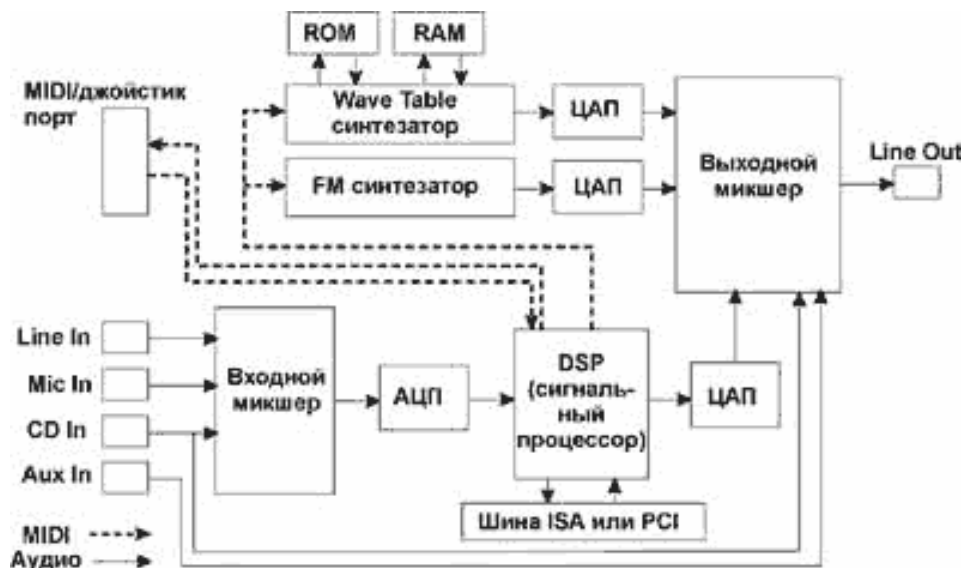 ROM
RAM
MIDI/джойстик
порт
Wave Table
синтезатор
ЦАП
FM синтезатор
ЦАП
Выходной
микшер
Line Out
Line In
Mic In
CD In
Aux In
Входной
микшер
АЦП
DSP
(сигналь-
ный
процессор)
ЦАП
Шина ISA или PCI
MIDI
Аудио